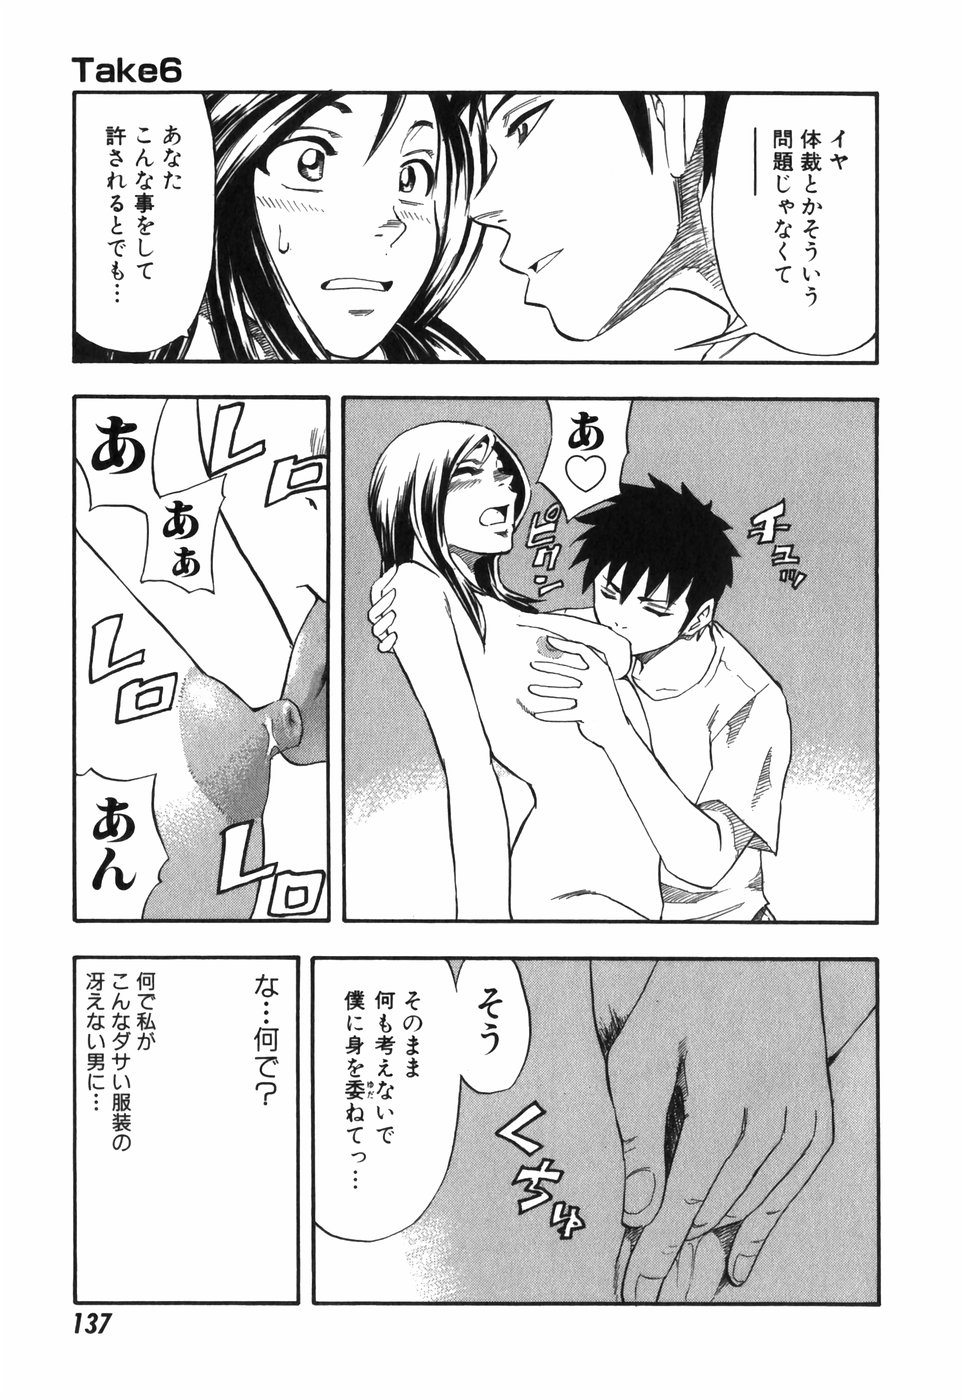 Take6
イヤ
体裁とかそういう
問題じゃなくて
――
あなた
こんな事をして
許されるとでも…
あ♡
チュッ
ピクン
あ
あぁ
あん
レロ
レロ
レロ
そう
そのまま
何も考えないで
僕に身を委ねてっ…
ゆだ
くちゅ
な…何で?
何で私が
こんなダサい服装の
冴えない男に…
137